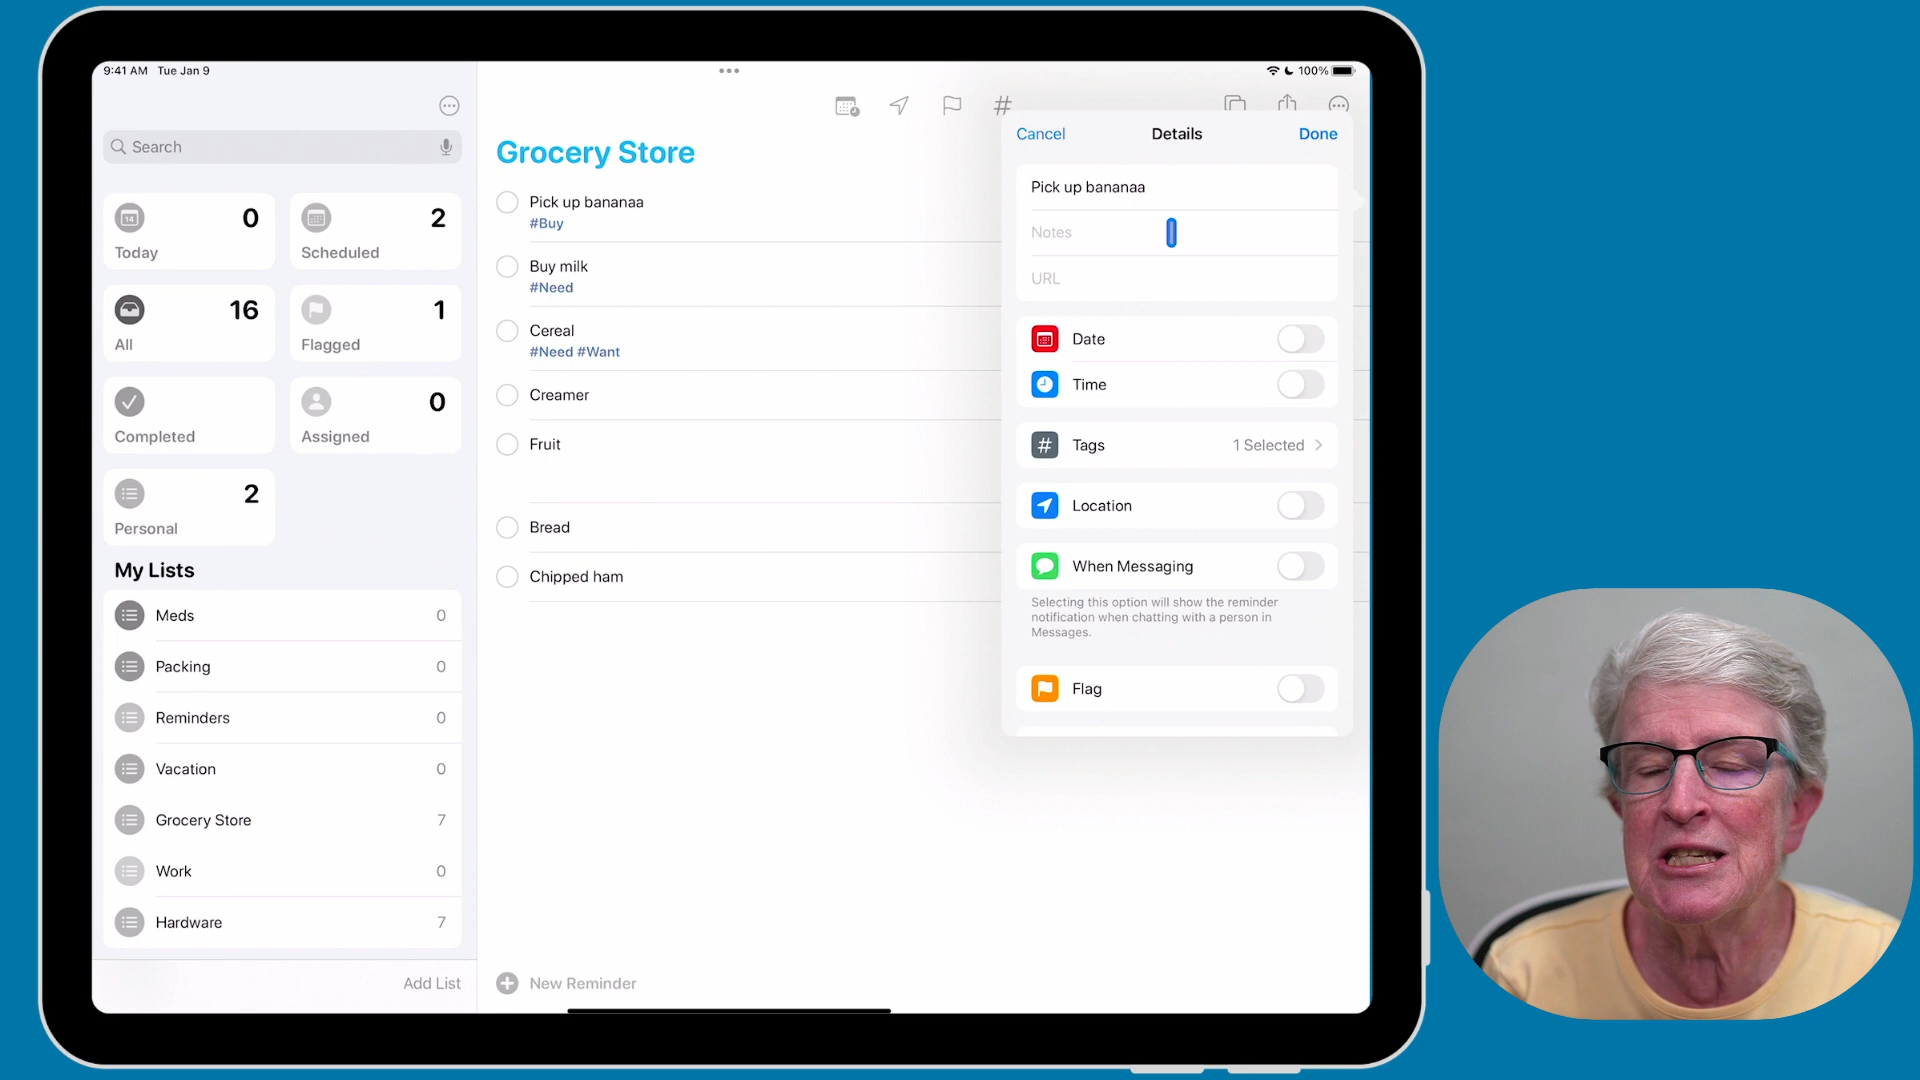 9:41 AM Tue Jan 9
100%
Search
0
Today
2
Scheduled
16
All
1
Flagged
Completed
0
Assigned
2
Personal
My Lists
Meds 0
Packing 0
Reminders 0
Vacation 0
Grocery Store 7
Work 0
Hardware 7
Add List
Grocery Store
Pick up bananaa
#Buy
Buy milk
#Need
Cereal
#Need #Want
Creamer
Fruit
Bread
Chipped ham
New Reminder
Cancel Details Done
Pick up bananaa
Notes
URL
Date
Time
# Tags 1 Selected >
Location
When Messaging
Selecting this option will show the reminder
notification when chatting with a person in
Messages.
Flag